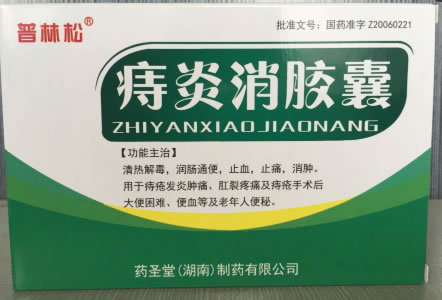 普林松®
批准文号：国药准字 Z20060221
痔炎消胶囊
ZHIYANXIAOJIAONANG
【功能主治】
清热解毒，润肠通便，止血，止痛，消肿。
用于痔疮发炎肿痛、肛裂疼痛及痔疮手术后
大便困难、便血等及老年人便秘。
药圣堂(湖南)制药有限公司